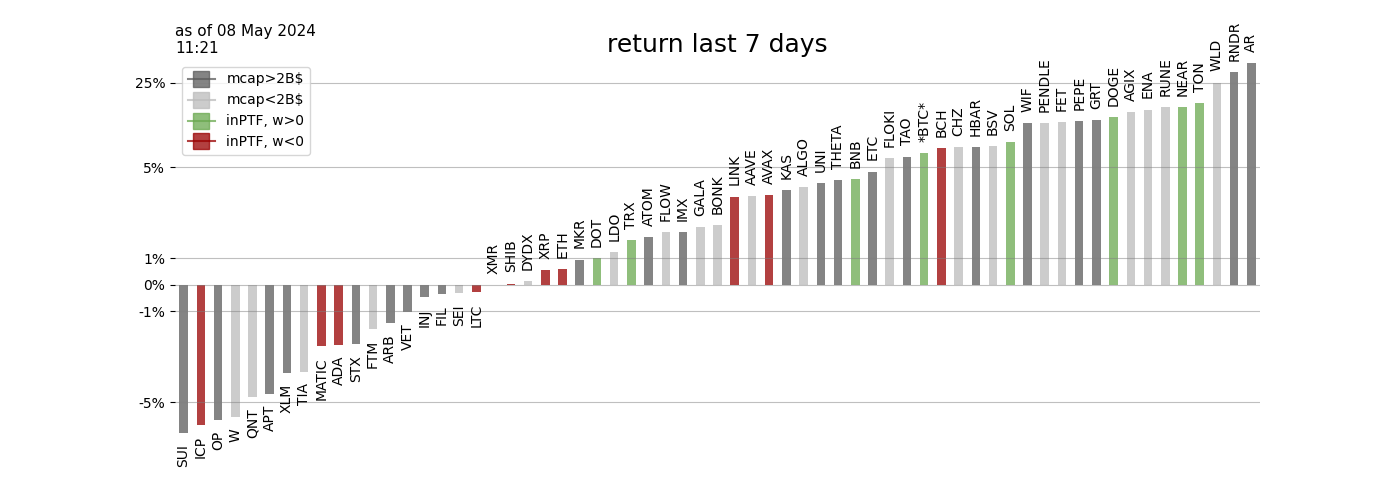 as of 08 May 2024
11:21
return last 7 days
mcap>2B$
mcap<2B$
inPTF, w>0
inPTF, w<0
25%
5%
1%
0%
-1%
-5%
SUI
ICP
OP
W
QNT
APT
XLM
TIA
MATIC
ADA
STX
FTM
ARB
VET
INJ
FIL
SEI
LTC
XMR
SHIB
DYDX
XRP
ETH
MKR
DOT
LDO
TRX
ATOM
FLOW
IMX
GALA
BONK
LINK
AAVE
AVAX
KAS
ALGO
UNI
THETA
BNB
ETC
FLOKI
TAO
*BTC*
BCH
CHZ
HBAR
BSV
SOL
WIF
PENDLE
FET
PEPE
GRT
DOGE
AGIX
ENA
RUNE
NEAR
TON
WLD
RNDR
AR